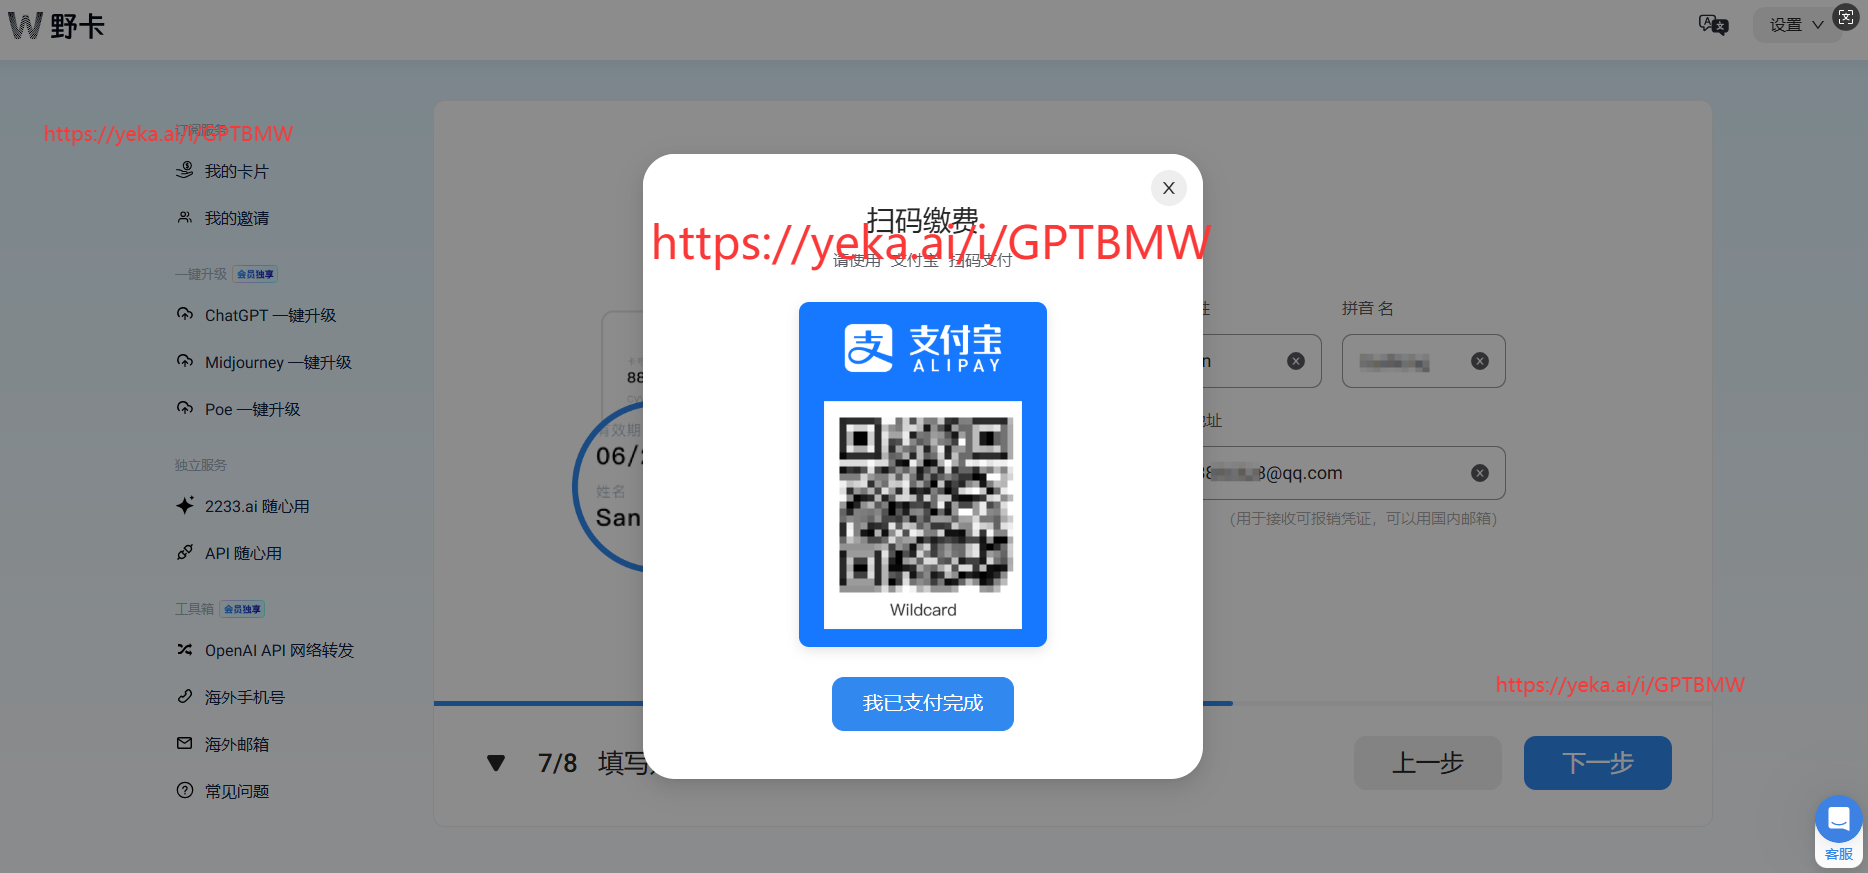 W 野卡
设置
订阅服务
https://yeka.ai/i/GPTBMW
我的卡片
我的邀请
一键升级 会员独享
ChatGPT 一键升级
Midjourney 一键升级
Poe 一键升级
独立服务
2233.ai 随心用
API 随心用
工具箱 会员独享
OpenAI API 网络转发
海外手机号
海外邮箱
常见问题
X
扫码缴费
https://yeka.ai/i/GPTBMW
请使用 支付宝 扫码支付
支 支付宝
ALIPAY
Wildcard
我已支付完成
88
有效期
06/2
姓名
San
拼音 名
n
址
8@qq.com
(用于接收可报销凭证，可以用国内邮箱)
https://yeka.ai/i/GPTBMW
7/8 填写
上一步
下一步
客服